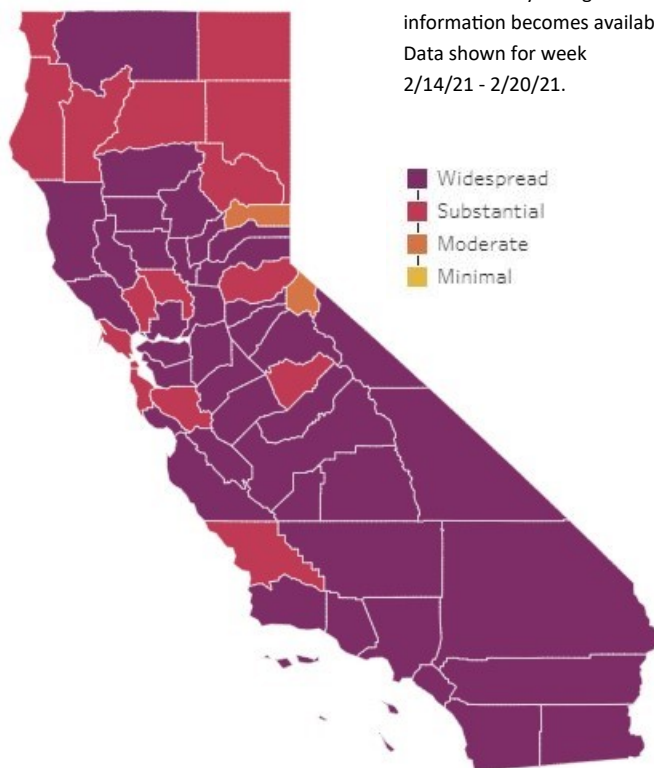 information becomes availab
Data shown for week
2/14/21 - 2/20/21.
Widespread
Substantial
Moderate
Minimal